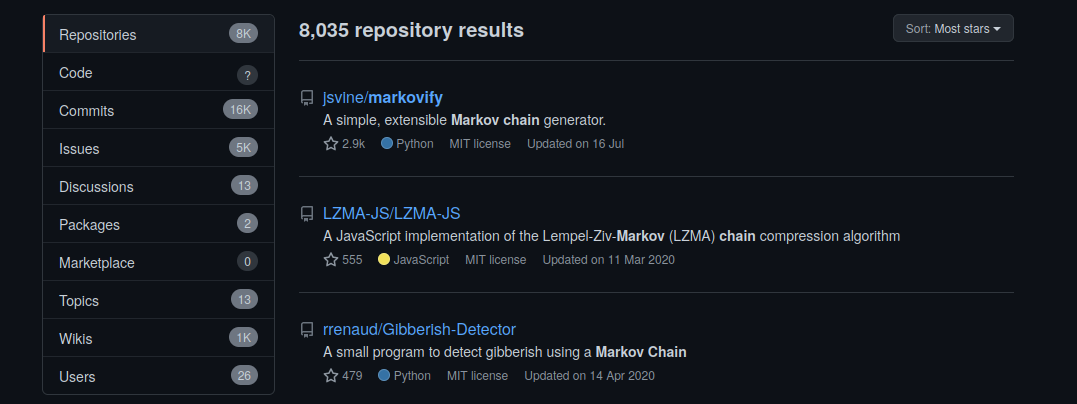 Repositories 8K
Code ?
Commits 16K
Issues 5K
Discussions 13
Packages 2
Marketplace 0
Topics 13
Wikis 1K
Users 26
8,035 repository results
Sort: Most stars
jsvine/markovify
A simple, extensible Markov chain generator.
2.9k Python MIT license Updated on 16 Jul
LZMA-JS/LZMA-JS
A JavaScript implementation of the Lempel-Ziv-Markov (LZMA) chain compression algorithm
555 JavaScript MIT license Updated on 11 Mar 2020
rrenaud/Gibberish-Detector
A small program to detect gibberish using a Markov Chain
479 Python MIT license Updated on 14 Apr 2020